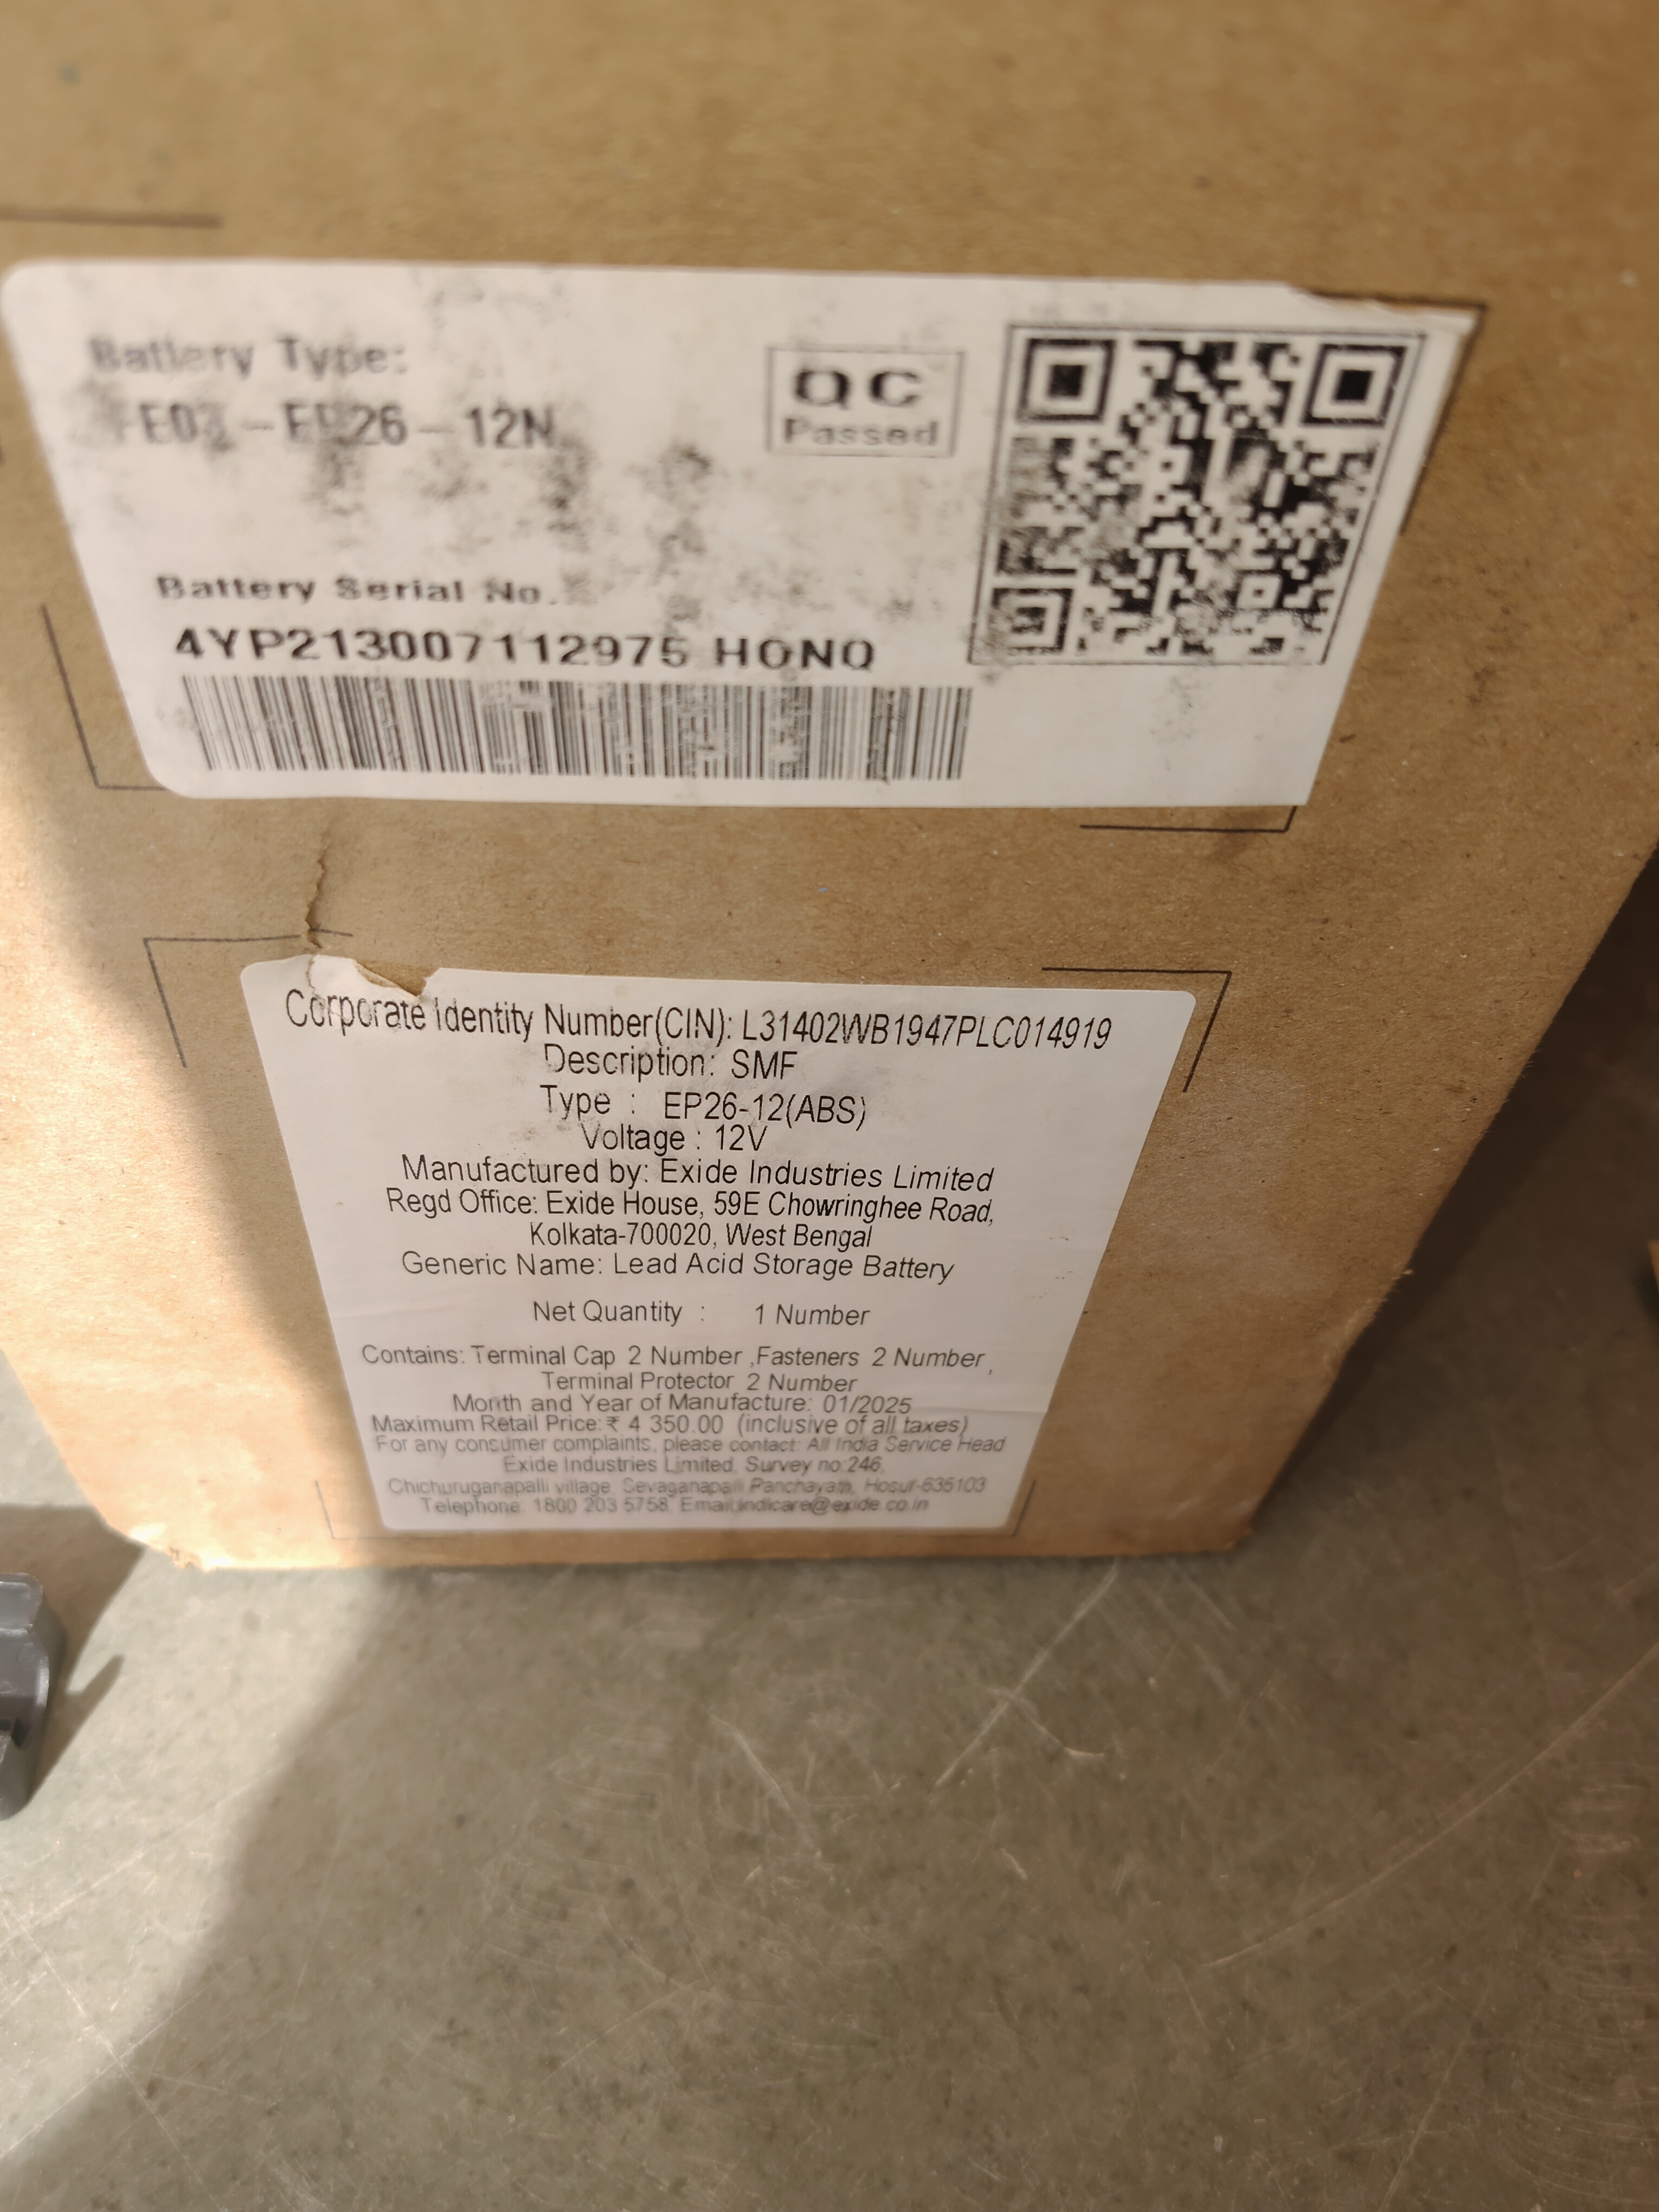 Battery Type:
QC
Passed
Battery Serial No.
4YP213007112975 HONO
Corporate Identity Number(CIN): L31402WB1947PLC014919
Description: SMF
Type : EP26-12(ABS)
Voltage : 12V
Manufactured by: Exide Industries Limited
Regd Office: Exide House, 59E Chowringhee Road,
Kolkata-700020, West Bengal
Generic Name: Lead Acid Storage Battery
Net Quantity : 1 Number
Contains: Terminal Cap 2 Number ,Fasteners 2 Number ,
Terminal Protector 2 Number
Month and Year of Manufacture: 01/2025
Maximum Retail Price: ₹ 4 350.00 (inclusive of all taxes)
For any consumer complaints, please contact: All India Service Head
Exide Industries Limited, Survey no:246,
Chichuruganapalli village, Sevaganapalli Panchayath, Hosur-635103
Telephone: 1800 203 5758, Email:indicare@exide.co.in